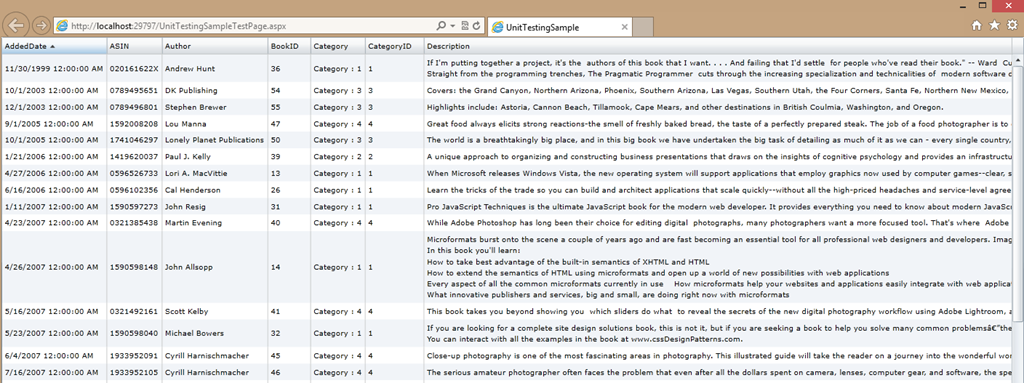 http://localhost:29797/UnitTestingSampleTestPage.aspx UnitTestingSample
AddedDate ASIN Author BookID Category CategoryID Description
11/30/1999 12:00:00 AM 020161622X Andrew Hunt 36 Category : 1 1 If I'm putting together a project, it's the authors of this book that I want. . . . And failing that I'd settle for people who've read their book." -- Ward Cu
Straight from the programming trenches, The Pragmatic Programmer cuts through the increasing specialization and technicalities of modern software d
10/1/2003 12:00:00 AM 0789495651 DK Publishing 54 Category : 3 3 Covers: the Grand Canyon, Northern Arizona, Phoenix, Southern Arizona, Las Vegas, Southern Utah, the Four Corners, Santa Fe, Northern New Mexico,
12/1/2003 12:00:00 AM 0789496801 Stephen Brewer 55 Category : 3 3 Highlights include: Astoria, Cannon Beach, Tillamook, Cape Mears, and other destinations in British Coulmia, Washington, and Oregon.
9/1/2005 12:00:00 AM 1592008208 Lou Manna 47 Category : 4 4 Great food always elicits strong reactions-the smell of freshly baked bread, the taste of a perfectly prepared steak. The job of a food photographer is to
10/1/2005 12:00:00 AM 1741046297 Lonely Planet Publications 50 Category : 3 3 The world is a breathtakingly big place, and in this big book we have undertaken the big task of detailing as much of it as we can - every single country,
1/21/2006 12:00:00 AM 1419620037 Paul J. Kelly 39 Category : 2 2 A unique approach to organizing and constructing business presentations that draws on the insights of cognitive psychology and provides an infrastructu
4/27/2006 12:00:00 AM 0596526733 Lori A. MacVittie 13 Category : 1 1 When Microsoft releases Windows Vista, the new operating system will support applications that employ graphics now used by computer games--clear, s
6/16/2006 12:00:00 AM 0596102356 Cal Henderson 26 Category : 1 1 Learn the tricks of the trade so you can build and architect applications that scale quickly--without all the high-priced headaches and service-level agree
1/11/2007 12:00:00 AM 1590597273 John Resig 31 Category : 1 1 Pro JavaScript Techniques is the ultimate JavaScript book for the modern web developer. It provides everything you need to know about modern JavaSc
4/23/2007 12:00:00 AM 0321385438 Martin Evening 40 Category : 4 4 While Adobe Photoshop has long been their choice for editing digital photographs, many photographers want a more focused tool. That's where Adobe
Microformats burst onto the scene a couple of years ago and are fast becoming an essential tool for all professional web designers and developers. Imag
In this book you'll learn:
How to take best advantage of the built-in semantics of XHTML and HTML
4/26/2007 12:00:00 AM 1590598148 John Allsopp 14 Category : 1 1 How to extend the semantics of HTML using microformats and open up a world of new possibilities with web applications
Every aspect of all the common microformats currently in use How microformats help your websites and applications easily integrate with web applica
What innovative publishers and services, big and small, are doing right now with microformats
5/16/2007 12:00:00 AM 0321492161 Scott Kelby 41 Category : 4 4 This book takes you beyond showing you which sliders do what to reveal the secrets of the new digital photography workflow using Adobe Lightroom, a
5/23/2007 12:00:00 AM 1590598040 Michael Bowers 32 Category : 1 1 If you are looking for a complete site design solutions book, this is not it, but if you are seeking a book to help you solve many common problemsâ€"the
You can interact with all the examples in the book at www.cssDesignPatterns.com.
6/4/2007 12:00:00 AM 1933952091 Cyrill Harnischmacher 45 Category : 4 4 Close-up photography is one of the most fascinating areas in photography. This illustrated guide will take the reader on a journey into the wonderful wor
7/16/2007 12:00:00 AM 1933952105 Cyrill Harnischmacher 46 Category : 4 4 The serious amateur photographer often faces the problem that even after all the dollars spent on camera, lenses, computer gear, and software, the spe